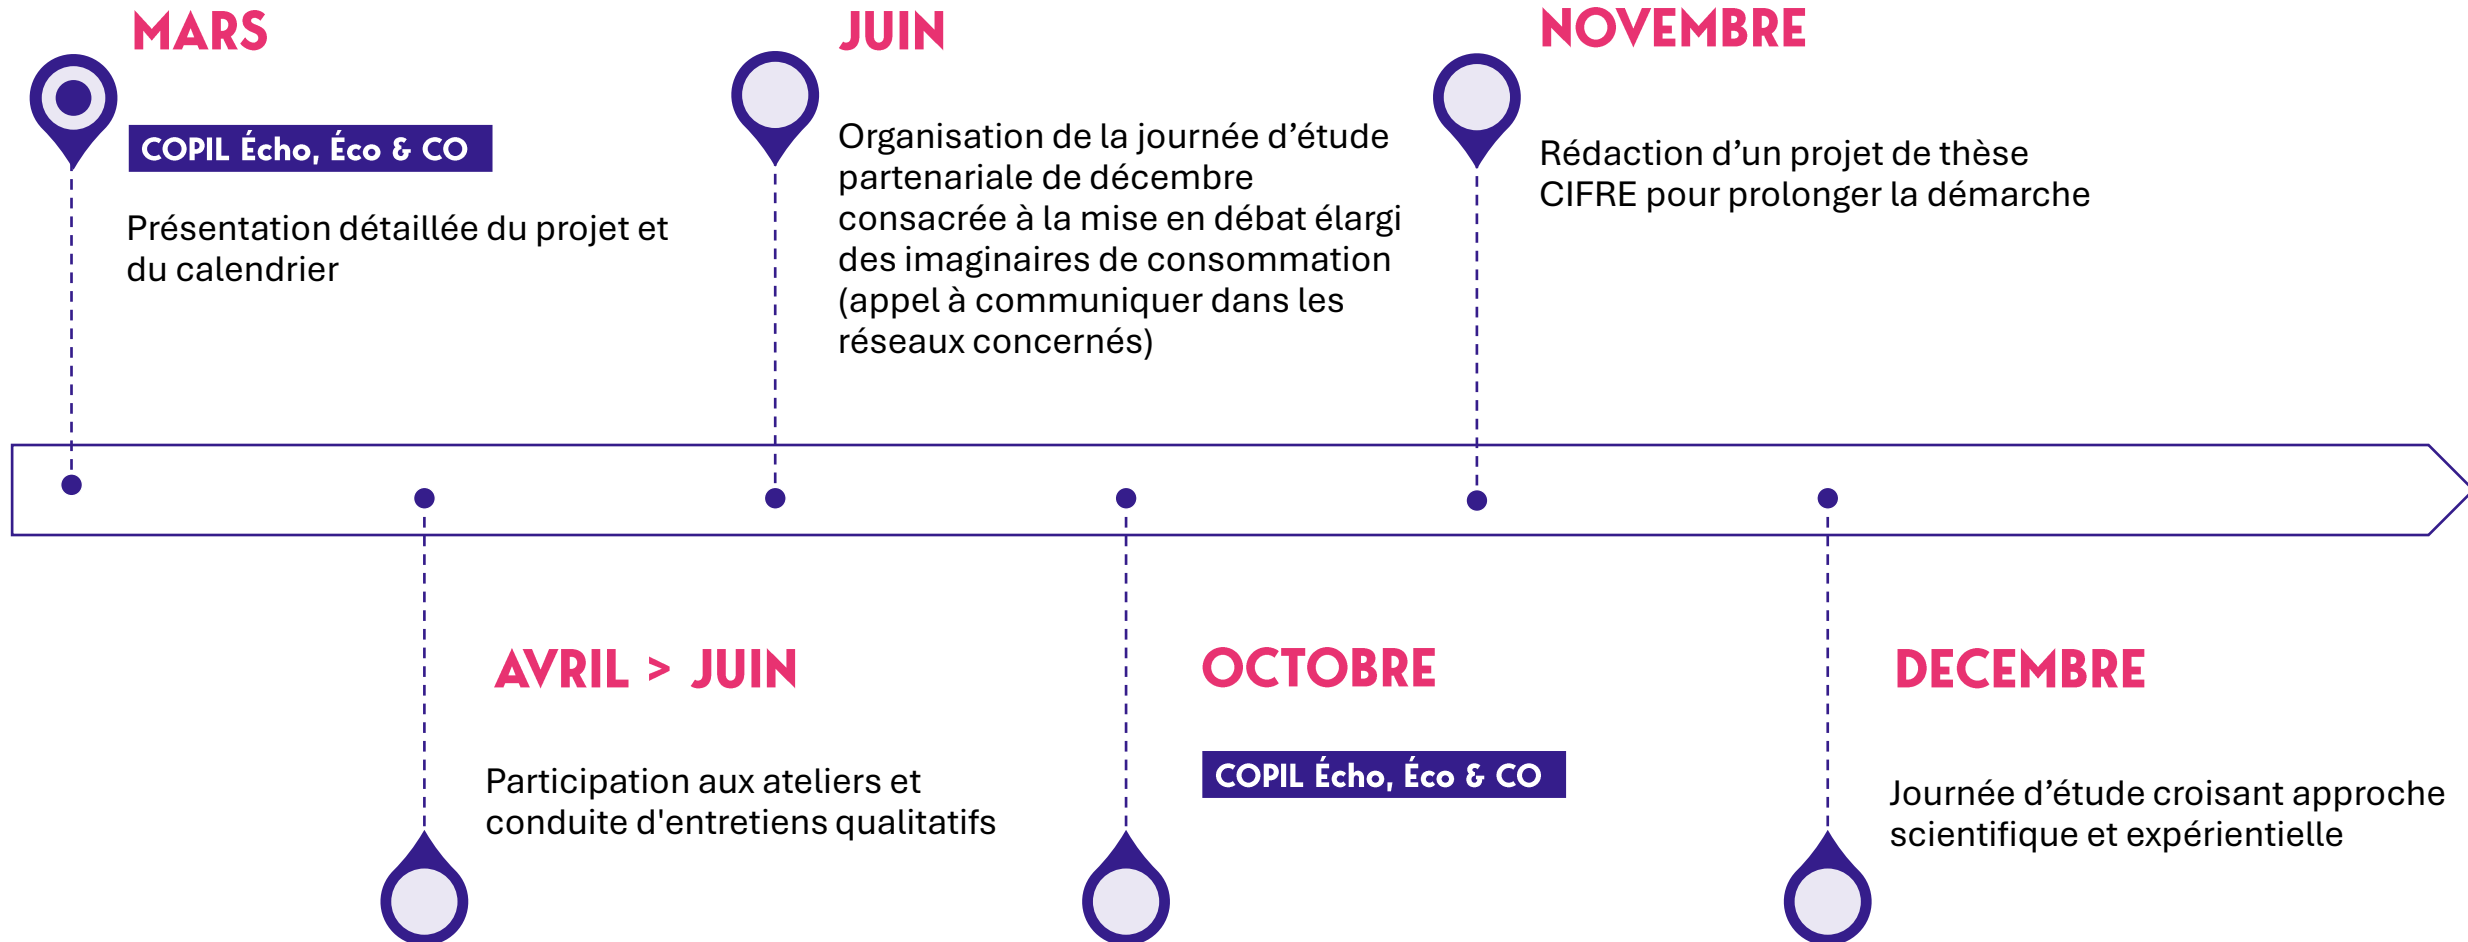 MARS
COPIL Écho, Éco & CO
Présentation détaillée du projet et
du calendrier
JUIN
Organisation de la journée d’étude
partenariale de décembre
consacrée à la mise en débat élargi
des imaginaires de consommation
(appel à communiquer dans les
réseaux concernés)
NOVEMBRE
Rédaction d’un projet de thèse
CIFRE pour prolonger la démarche
AVRIL > JUIN
Participation aux ateliers et
conduite d'entretiens qualitatifs
OCTOBRE
COPIL Écho, Éco & CO
DECEMBRE
Journée d’étude croisant approche
scientifique et expérientielle